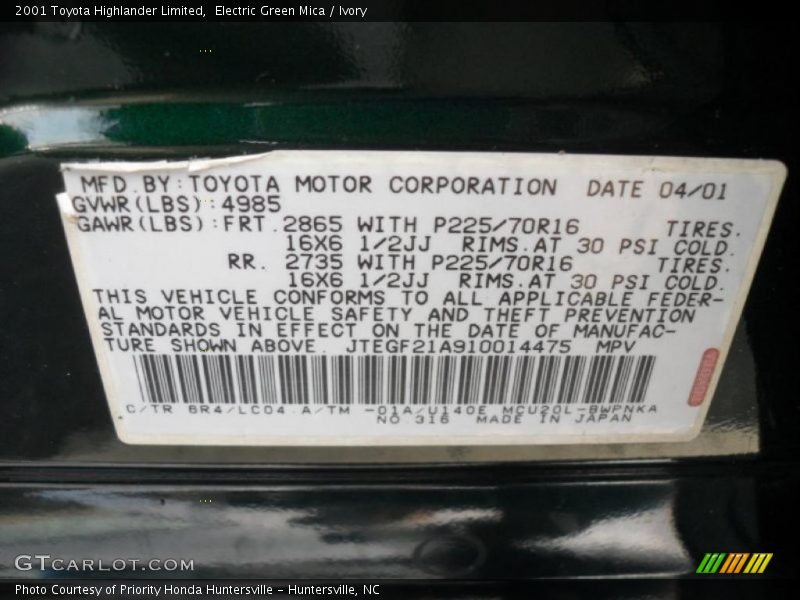 2001 Toyota Highlander Limited,  Electric Green Mica / Ivory
MFD.BY:TOYOTA MOTOR CORPORATION DATE 04/01
GVWR(LBS):4985
GAWR(LBS):FRT.2865 WITH P225/70R16 TIRES.
16X6 1/2JJ RIMS.AT 30 PSI COLD.
RR. 2735 WITH P225/70R16 TIRES.
16X6 1/2JJ RIMS.AT 30 PSI COLD.
THIS VEHICLE CONFORMS TO ALL APPLICABLE FEDER-
AL MOTOR VEHICLE SAFETY AND THEFT PREVENTION
STANDARDS IN EFFECT ON THE DATE OF MANUFAC-
TURE SHOWN ABOVE. JTEGF21A910014475 MPV
C/TR 6R4/LC04.A/TM -01A/U140E MCU20L-BWPNKA
NO.316 MADE IN JAPAN
GTCARLOT.COM
Photo Courtesy of Priority Honda Huntersville - Huntersville, NC